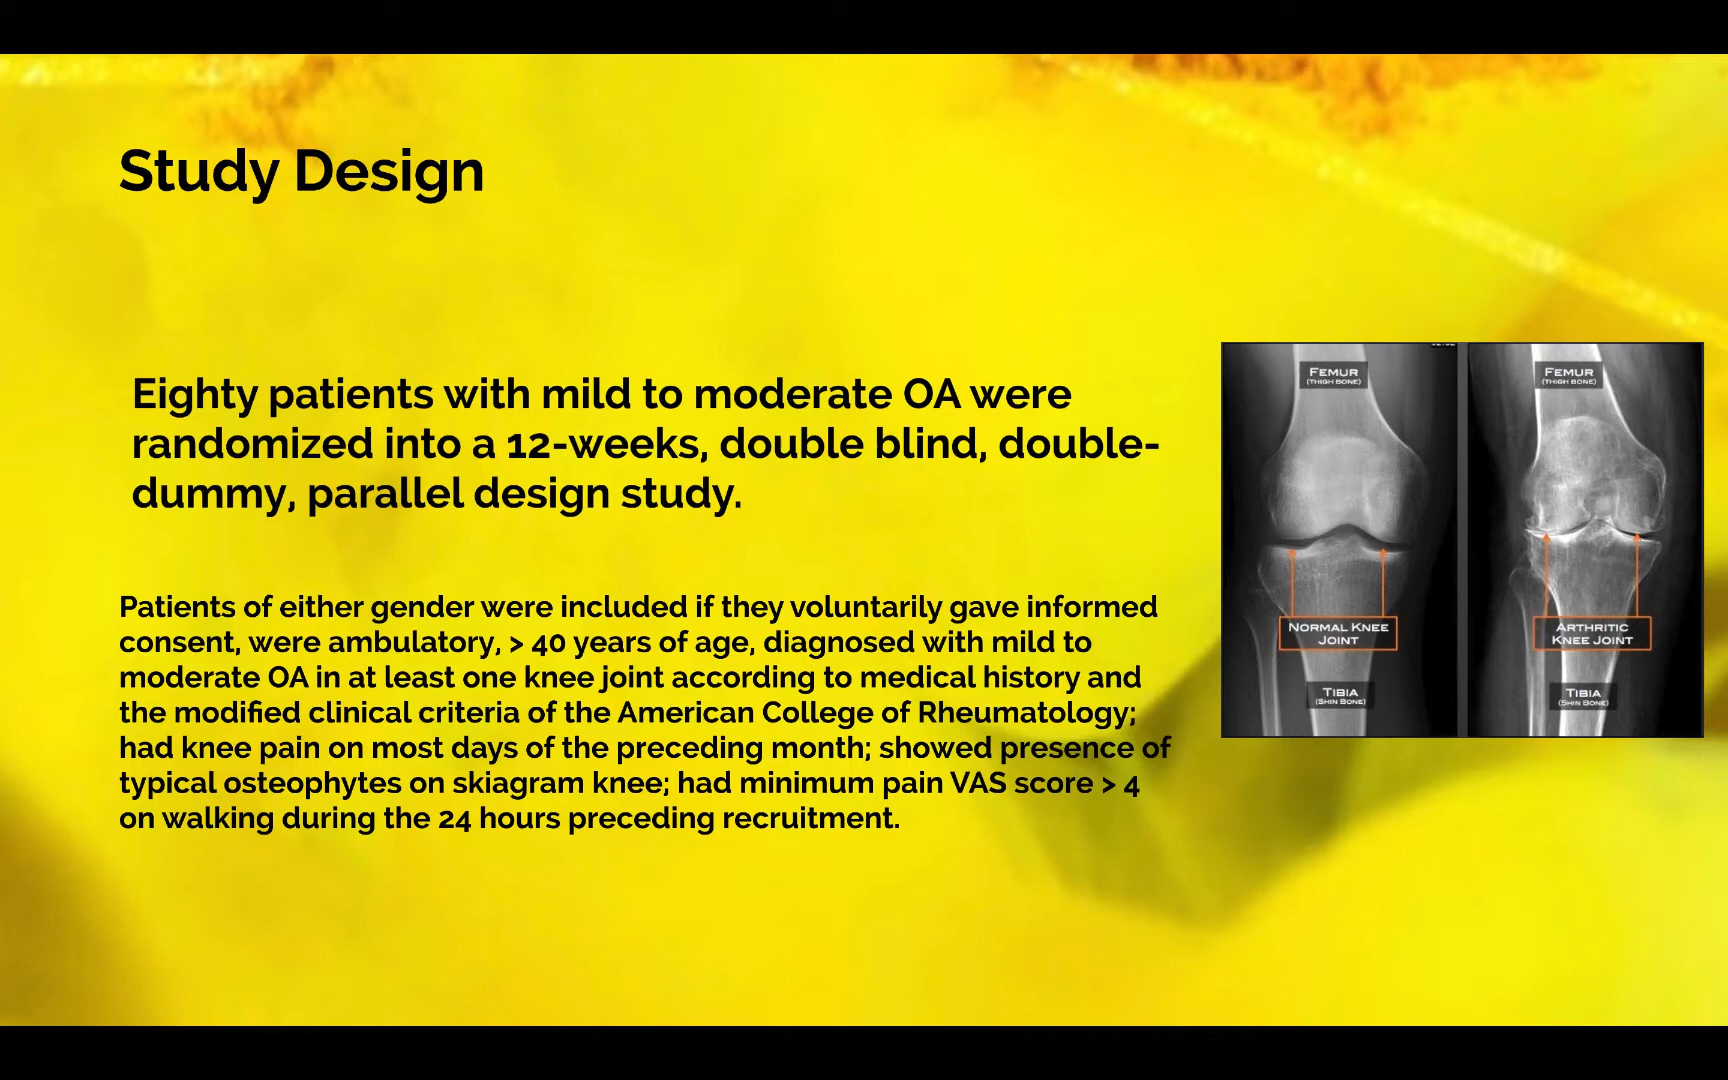 Study Design
Eighty patients with mild to moderate OA were
randomized into a 12-weeks, double blind, double-
dummy, parallel design study.
Patients of either gender were included if they voluntarily gave informed
consent, were ambulatory, > 40 years of age, diagnosed with mild to
moderate OA in at least one knee joint according to medical history and
the modified clinical criteria of the American College of Rheumatology;
had knee pain on most days of the preceding month; showed presence of
typical osteophytes on skiagram knee; had minimum pain VAS score > 4
on walking during the 24 hours preceding recruitment.
FEMUR
(THIGH BONE)
NORMAL KNEE
JOINT
TIBIA
(SHIN BONE)
FEMUR
(THIGH BONE)
ARTHRITIC
KNEE JOINT
TIBIA
(SHIN BONE)